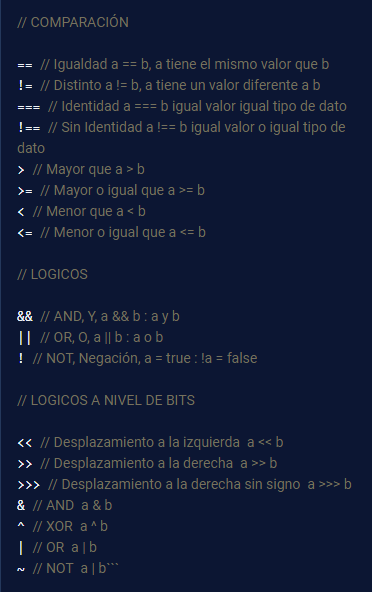 // COMPARACIÓN
== // Igualdad a == b, a tiene el mismo valor que b
!= // Distinto a != b, a tiene un valor diferente a b
=== // Identidad a === b igual valor igual tipo de dato
!== // Sin Identidad a !== b igual valor o igual tipo de
dato
> // Mayor que a > b
>= // Mayor o igual que a >= b
< // Menor que a < b
<= // Menor o igual que a <= b
// LOGICOS
&& // AND, Y, a && b : a y b
|| // OR, O, a || b : a o b
! // NOT, Negación, a = true : !a = false
// LOGICOS A NIVEL DE BITS
<< // Desplazamiento a la izquierda a << b
>> // Desplazamiento a la derecha a >> b
>>> // Desplazamiento a la derecha sin signo a >>> b
& // AND a & b
^ // XOR a ^ b
| // OR a | b
~ // NOT a | b```